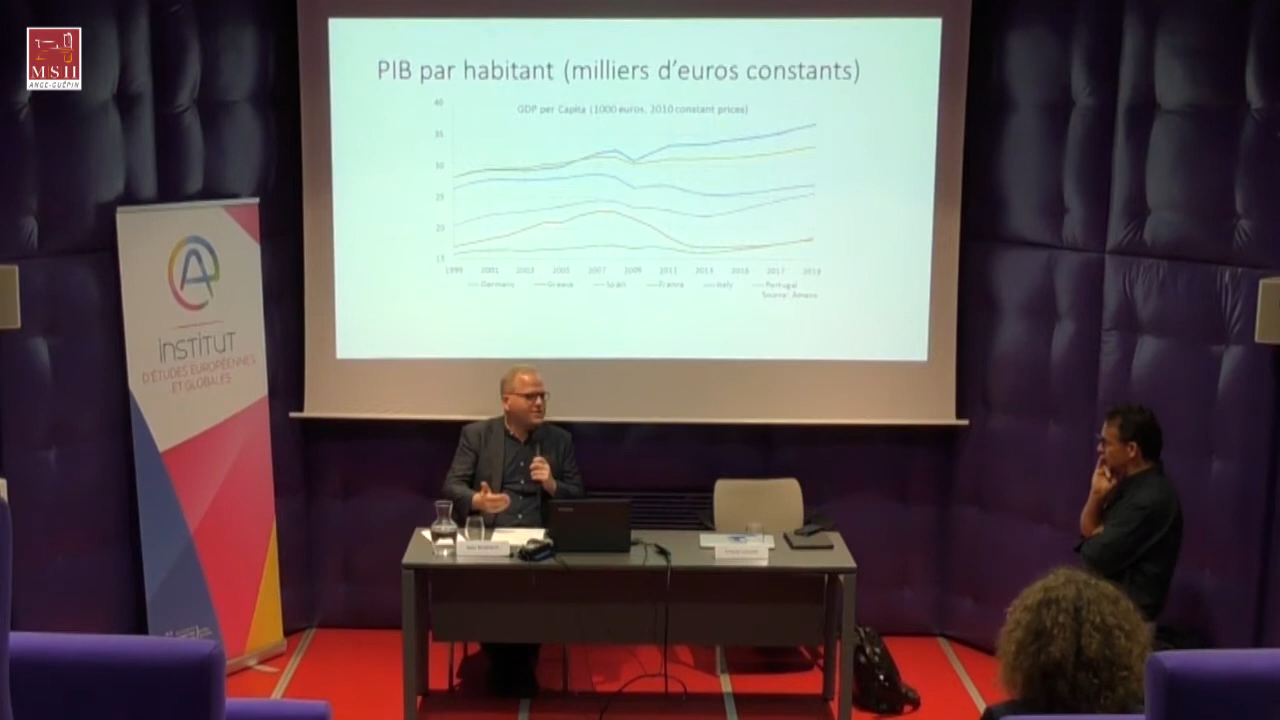 MSH
ANGE-GUÉPIN
PIB par habitant (milliers d'euros constants)
GDP per Capita (1000 euros, 2010 constant prices)
40
35
30
25
20
15
1999 2001 2003 2005 2007 2009 2011 2013 2016 2017 2019
Germany Greece Spain France Italy Portugal
Source: Ameco
A
INSTITUT
D'ÉTUDES EUROPÉENNES
ET GLOBALES